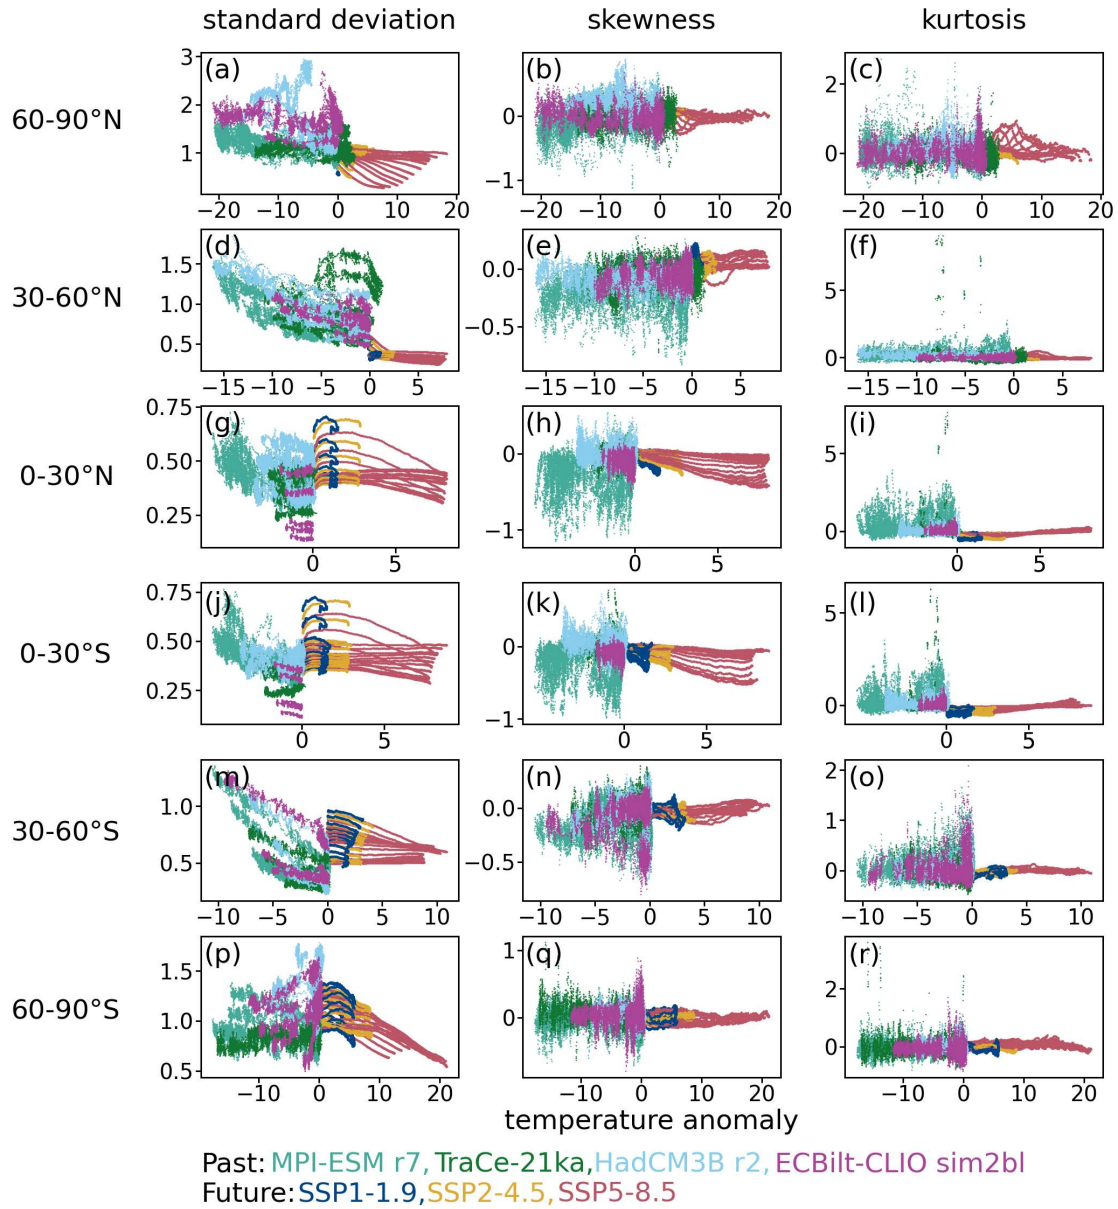 standard deviation skewness kurtosis
60-90°N
(a) (b) (c)
3
2
1
0
−1
2
0
−20 −10 0 10 20 −20 −10 0 10 20 −20 −10 0 10 20
30-60°N
(d) (e) (f)
1.5
1.0
0.5
0.0
−0.5
5
0
−15 −10 −5 0 5 −15 −10 −5 0 5 −15 −10 −5 0 5
0-30°N
(g) (h) (i)
0.75
0.50
0.25
0
−1
5
0
0 5 0 5 0 5
0-30°S
(j) (k) (l)
0.75
0.50
0.25
0
−1
5
0
0 5 0 5 0 5
30-60°S
(m) (n) (o)
1.0
0.5
0.0
−0.5
2
1
0
−10 −5 0 5 10 −10 −5 0 5 10 −10 −5 0 5 10
60-90°S
(p) (q) (r)
1.5
1.0
0.5
1
0
2
0
−10 0 10 20 −10 0 10 20 −10 0 10 20
temperature anomaly
Past: MPI-ESM r7, TraCe-21ka, HadCM3B r2, ECBilt-CLIO sim2bl
Future: SSP1-1.9, SSP2-4.5, SSP5-8.5